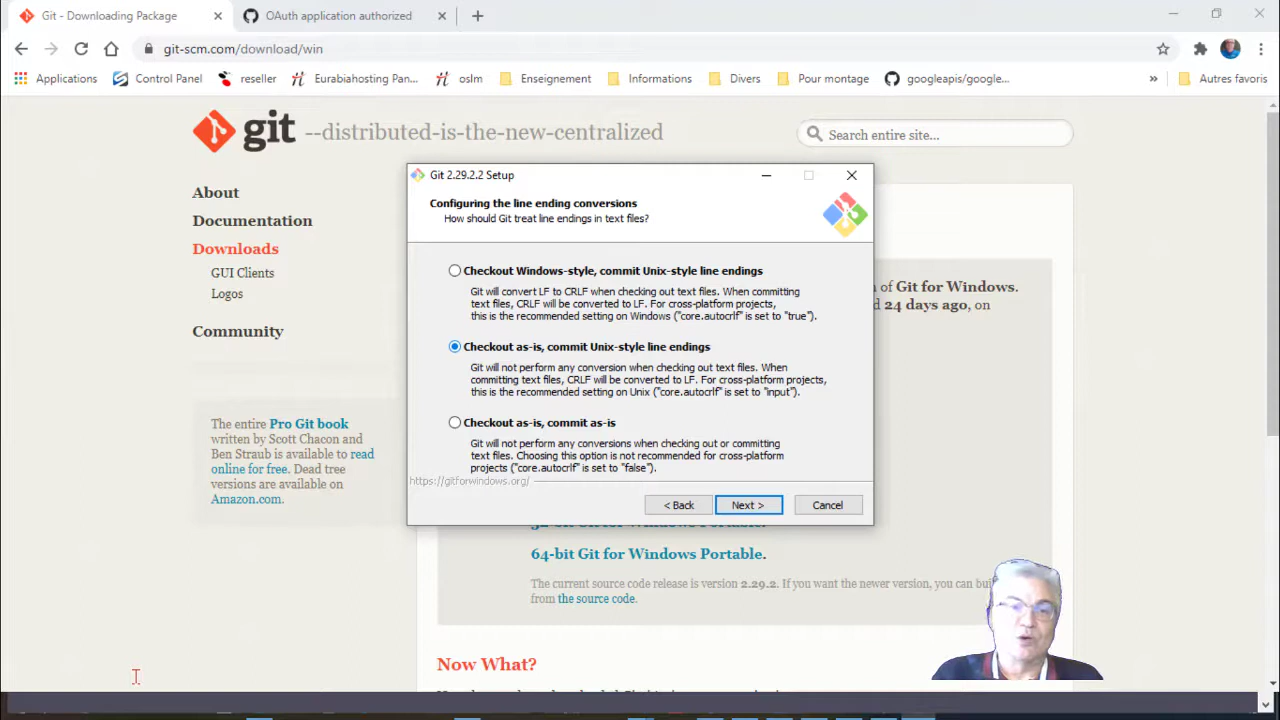 Git - Downloading Package
OAuth application authorized
git-scm.com/download/win
Applications
Control Panel
reseller
Eurabiahosting Pan...
oslm
Enseignement
Informations
Divers
Pour montage
googleapis/google...
»
Autres favoris
git --distributed-is-the-new-centralized
Search entire site...
About
Documentation
Downloads
GUI Clients
Logos
Community
The entire Pro Git book
written by Scott Chacon and
Ben Straub is available to read
online for free. Dead tree
versions are available on
Amazon.com.
Git 2.29.2.2 Setup
Configuring the line ending conversions
How should Git treat line endings in text files?
Checkout Windows-style, commit Unix-style line endings
Git will convert LF to CRLF when checking out text files. When committing
text files, CRLF will be converted to LF. For cross-platform projects,
this is the recommended setting on Windows ("core.autocrlf" is set to "true").
Checkout as-is, commit Unix-style line endings
Git will not perform any conversion when checking out text files. When
committing text files, CRLF will be converted to LF. For cross-platform projects,
this is the recommended setting on Unix ("core.autocrlf" is set to "input").
Checkout as-is, commit as-is
Git will not perform any conversions when checking out or committing
text files. Choosing this option is not recommended for cross-platform
projects ("core.autocrlf" is set to "false").
https://gitforwindows.org/
< Back
Next >
Cancel
n of Git for Windows.
d 24 days ago, on
64-bit Git for Windows Portable.
The current source code release is version 2.29.2. If you want the newer version, you can bui
from the source code.
Now What?